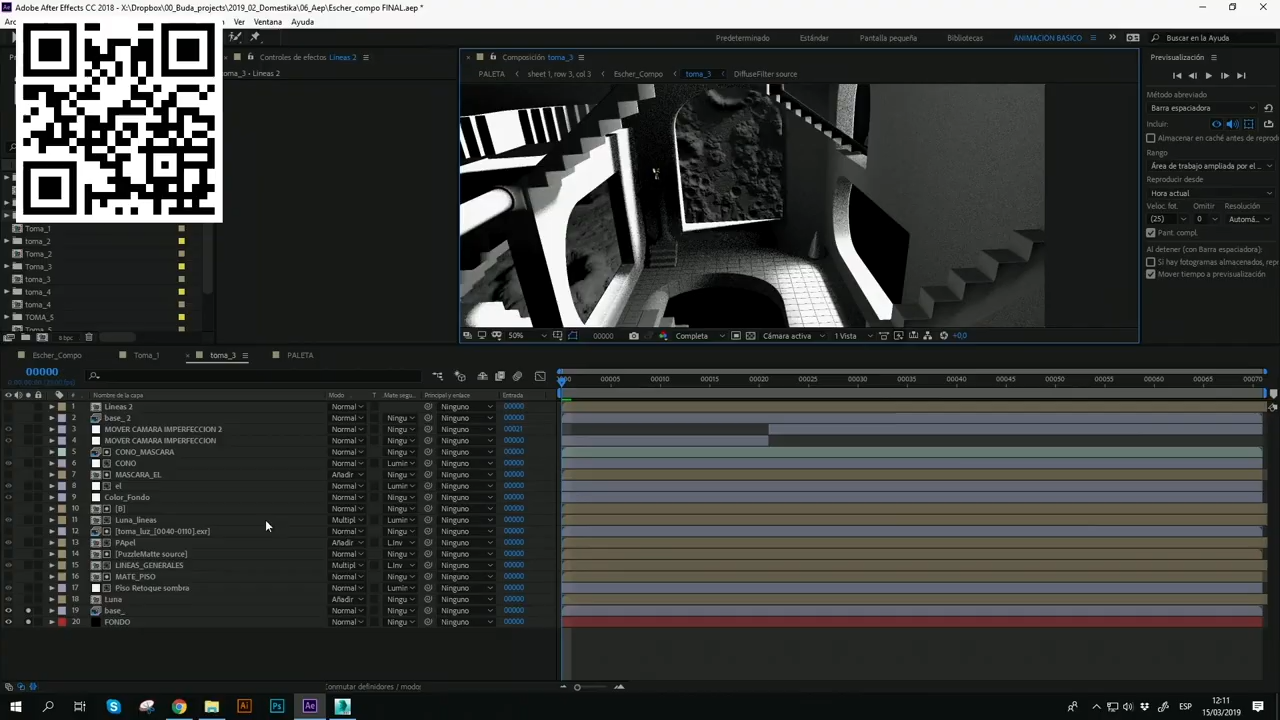 Adobe After Effects CC 2018 - X:\Dropbox\00_Buda_projects\2019_02_Domestika\06_Aep\Escher_compo FINAL.aep *
Ver Ventana Ayuda
Predeterminado Estándar Pantalla pequeña Bibliotecas ANIMACION BASICO Buscar en la Ayuda
Controles de efectos Lineas 2
toma_3 • Lineas 2
Composición toma_3
PALETA sheet 1, row 3, col 3 Escher_Compo toma_3 DiffuseFilter source
Previsualización
Método abreviado
Barra espaciadora
Incluir:
Almacenar en caché antes de reprod
Rango
Área de trabajo ampliada por el ...
Reproducir desde
Hora actual
Veloc fot. Omitir Resolución
(25) 0 Automá...
Pant. compl.
Al detener (con Barra espaciadora):
Si hay fotogramas almacenados, rep
Mover tiempo a previsualización
Toma_1
toma_2
Toma_2
Toma_3
toma_3
toma_4
toma_4
TOMA_5
Toma_5
8 bpc
50% 00000 Completa Cámara activa 1 Vista +0,0
Escher_Compo Toma_1 toma_3 PALETA
00000
00005 00010 00015 00020 00025 00030 00035 00040 00045 00050 00055 00060 00065 00070
# Nombre de la capa Modo T Mate segu... Principal y enlace Entrada
1 Lineas 2 Normal Ninguno 00000
2 base_ 2 Normal Ningu Ninguno 00000
3 MOVER CAMARA IMPERFECCION 2 Normal Ningu Ninguno 00021
4 MOVER CAMARA IMPERFECCION Normal Ningu Ninguno 00000
5 CONO_MASCARA Normal Ningu Ninguno 00000
6 CONO Normal Lumin Ninguno 00000
7 MASCARA_EL Añadir Ningu Ninguno 00000
8 el Normal Lumin Ninguno 00000
9 Color_Fondo Normal Ningu Ninguno 00000
10 [B] Normal Ningu Ninguno 00000
11 Luna_lineas Multipl Lumin Ninguno 00000
12 [toma_luz_[0040-0110].exr] Normal Ningu Ninguno 00000
13 PApel Añadir L.Inv Ninguno 00000
14 [PuzzleMatte source] Normal Ningu Ninguno 00000
15 LINEAS_GENERALES Multipl L.Inv Ninguno 00000
16 MATE_PISO Normal Ningu Ninguno 00000
17 Piso Retoque sombra Normal Lumin Ninguno 00000
18 Luna Añadir Ningu Ninguno 00000
19 base_ Normal Ningu Ninguno 00000
20 FONDO Normal Ningu Ninguno 00000
Conmutar definidores / modos
Ai Ps Ae
ESP
12:11
15/03/2019